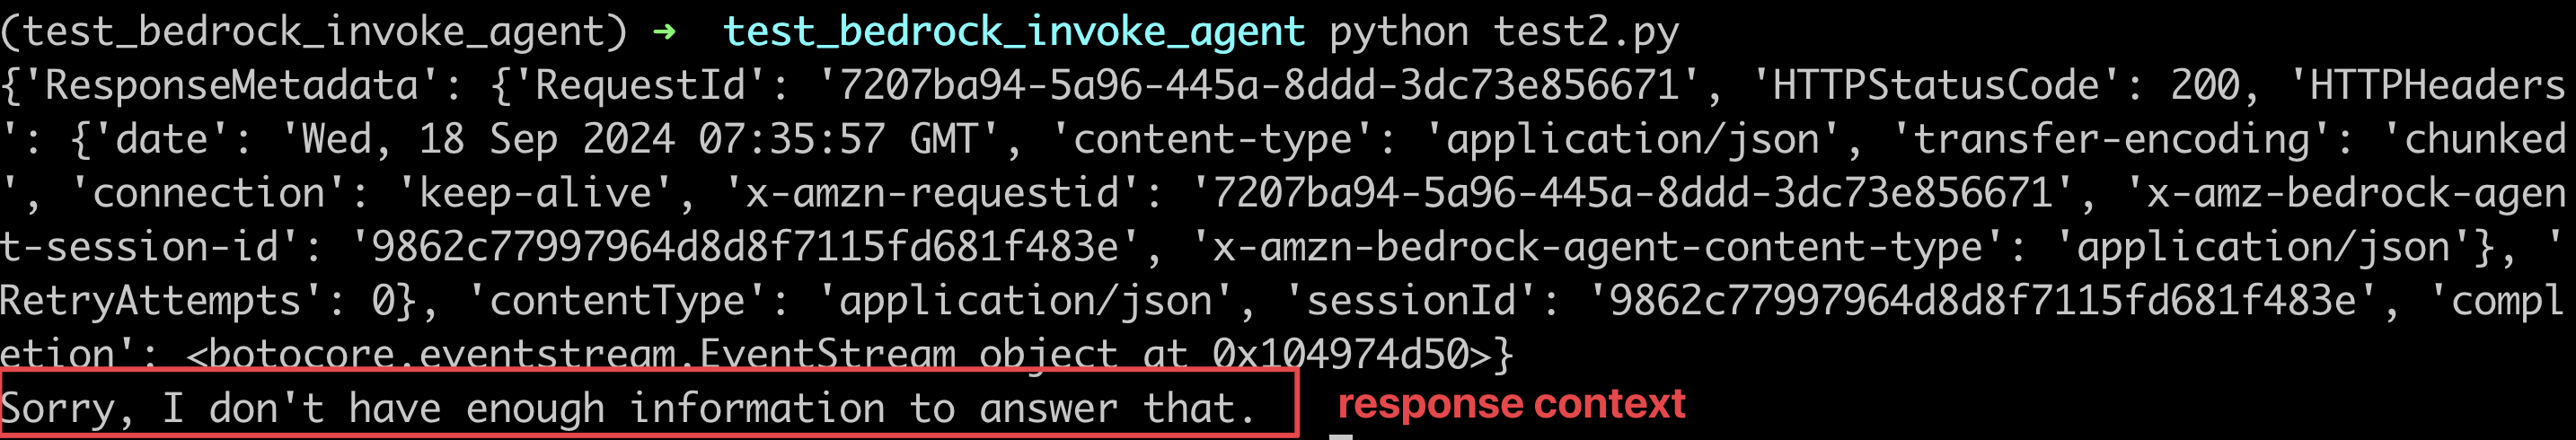 (test_bedrock_invoke_agent) ➜  test_bedrock_invoke_agent python test2.py
{'ResponseMetadata': {'RequestId': '7207ba94-5a96-445a-8ddd-3dc73e856671', 'HTTPStatusCode': 200, 'HTTPHeaders
': {'date': 'Wed, 18 Sep 2024 07:35:57 GMT', 'content-type': 'application/json', 'transfer-encoding': 'chunked
', 'connection': 'keep-alive', 'x-amzn-requestid': '7207ba94-5a96-445a-8ddd-3dc73e856671', 'x-amz-bedrock-agen
t-session-id': '9862c77997964d8d8f7115fd681f483e', 'x-amzn-bedrock-agent-content-type': 'application/json'}, '
RetryAttempts': 0}, 'contentType': 'application/json', 'sessionId': '9862c77997964d8d8f7115fd681f483e', 'compl
etion': <botocore.eventstream.EventStream object at 0x104974d50>}
Sorry, I don't have enough information to answer that. response context